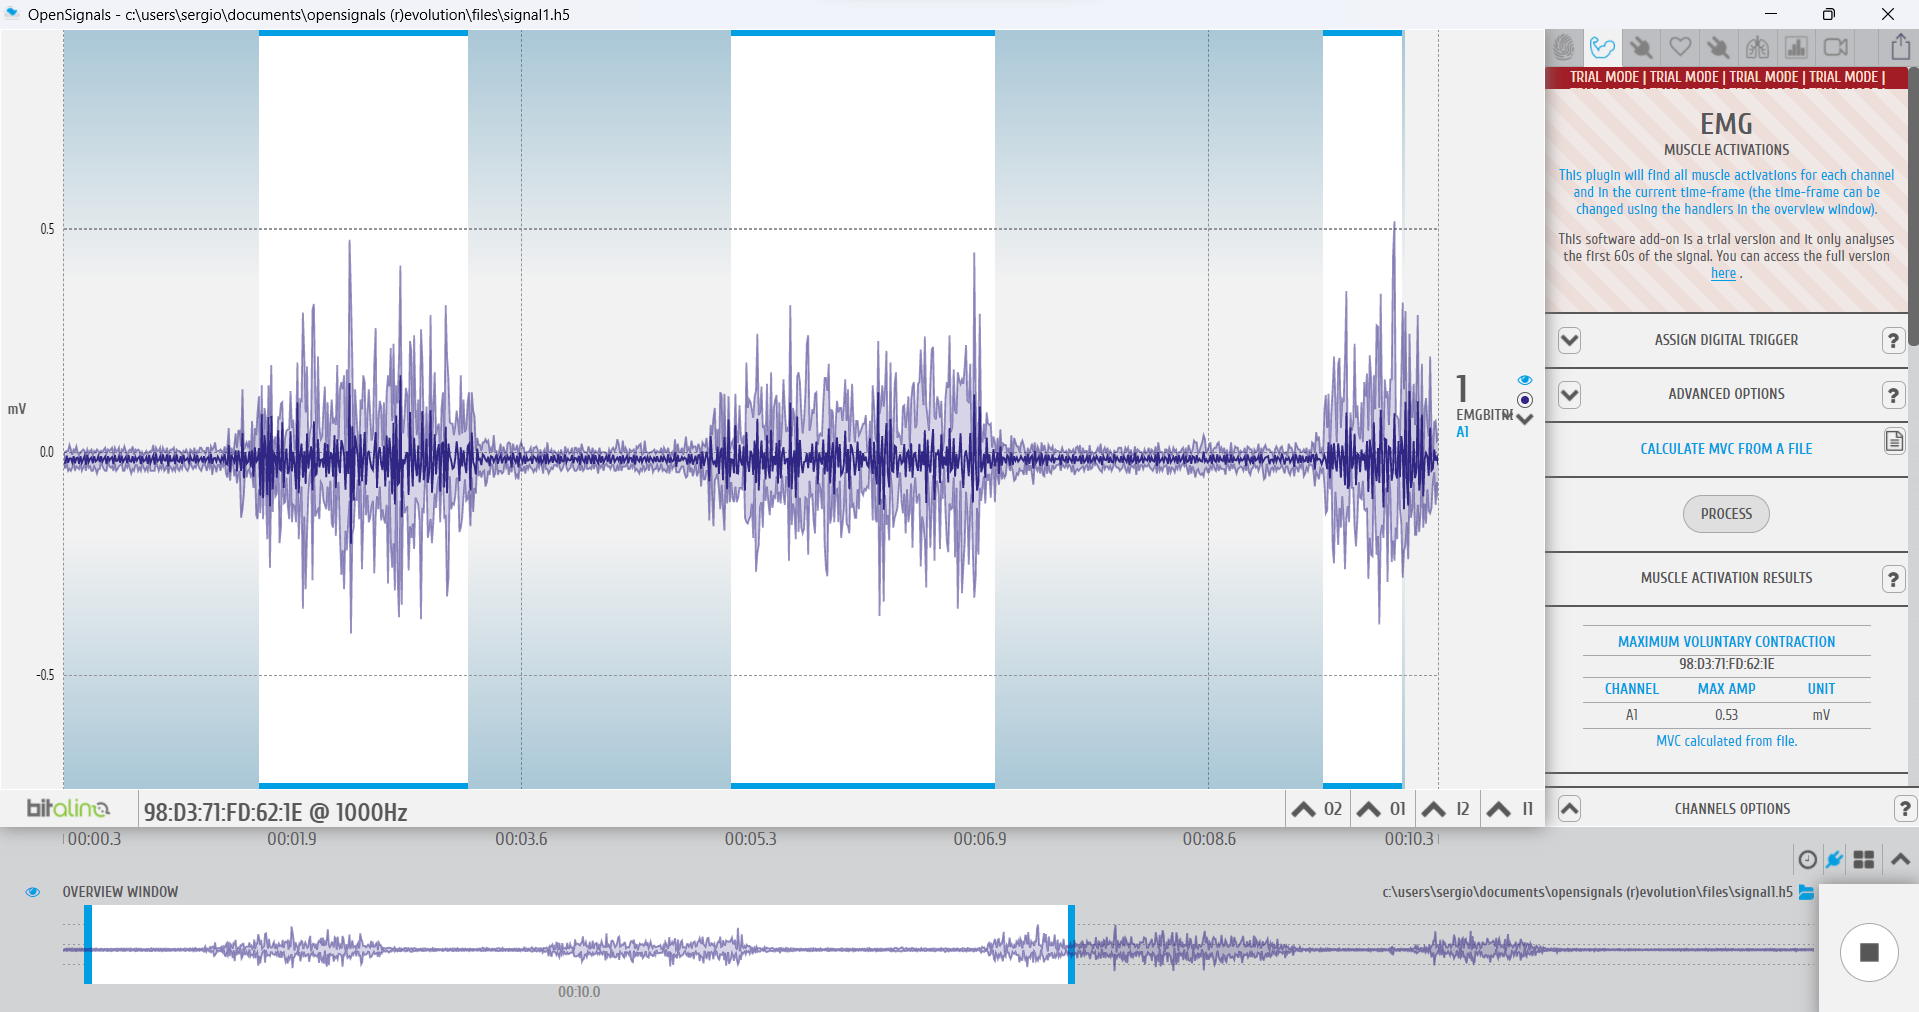 OpenSignals - c:\users\sergio\documents\opensignals (r)evolution\files\signal1.h5
TRIAL MODE | TRIAL MODE | TRIAL MODE | TRIAL MODE |
EMG
MUSCLE ACTIVATIONS
This plugin will find all muscle activations for each channel
and in the current time-frame (the time-frame can be
changed using the handlers in the overview window).
This software add-on is a trial version and it only analyses
the first 60s of the signal. You can access the full version
here .
ASSIGN DIGITAL TRIGGER
?
ADVANCED OPTIONS
?
CALCULATE MVC FROM A FILE
PROCESS
MUSCLE ACTIVATION RESULTS
?
MAXIMUM VOLUNTARY CONTRACTION
98:D3:71:FD:62:1E
CHANNEL MAX AMP UNIT
A1 0.53 mV
MVC calculated from file.
CHANNELS OPTIONS
?
0.5
mV
0.0
-0.5
1
EMGBITRE
A1
bitalino
98:D3:71:FD:62:1E @ 1000Hz
O2 O1 I2 I1
00:00.3 00:01.9 00:03.6 00:05.3 00:06.9 00:08.6 00:10.3
OVERVIEW WINDOW
c:\users\sergio\documents\opensignals (r)evolution\files\signal1.h5
00:10.0